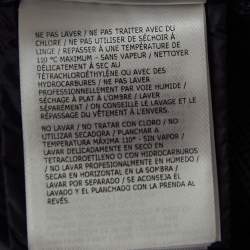 NE PAS LAVER / NE PAS TRAITER AVEC DU
CHLORE / NE PAS UTILISER DE SÉCHOIR À
LINGE / REPASSER À UNE TEMPÉRATURE DE
110 °C MAXIMUM - SANS VAPEUR / NETTOYER
DÉLICATEMENT À SEC AU
TÉTRACHLOROÉTHYLÈNE OU AVEC DES
HYDROCARBURES / NE PAS LAVER
PROFESSIONNELLEMENT PAR VOIE HUMIDE /
SÉCHAGE À PLAT À L'OMBRE / LAVER
SÉPARÉMENT / ON CONSEILLE LE LAVAGE ET LE
REPASSAGE DU VÊTEMENT À L'ENVERS.
NO LAVAR / NO TRATAR CON CLORO / NO
UTILIZAR SECADORA / PLANCHAR A
TEMPERATURA MÁXIMA 110° - SIN VAPOR /
LAVAR DELICADAMENTE EN SECO EN
TETRACLOROETILENO O CON HIDROCARBUROS
/ NO LAVAR PROFESIONALMENTE EN HÚMEDO /
SECAR EN HORIZONTAL EN LA SOMBRA /
LAVAR POR SEPARADO / SE ACONSEJA EL
LAVADO Y EL PLANCHADO CON LA PRENDA AL
REVÉS.